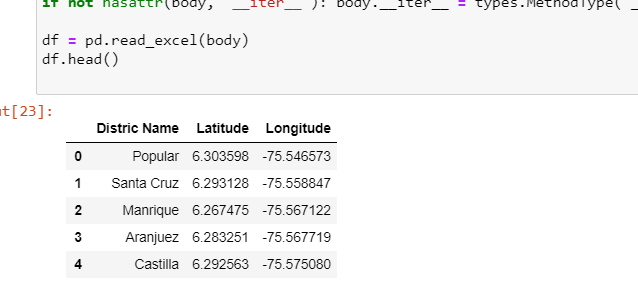 if not hasattr(body, "__iter__"): body.__iter__ = types.MethodType(
df = pd.read_excel(body)
df.head()
t[23]:
Distric Name Latitude Longitude
0 Popular 6.303598 -75.546573
1 Santa Cruz 6.293128 -75.558847
2 Manrique 6.267475 -75.567122
3 Aranjuez 6.283251 -75.567719
4 Castilla 6.292563 -75.575080